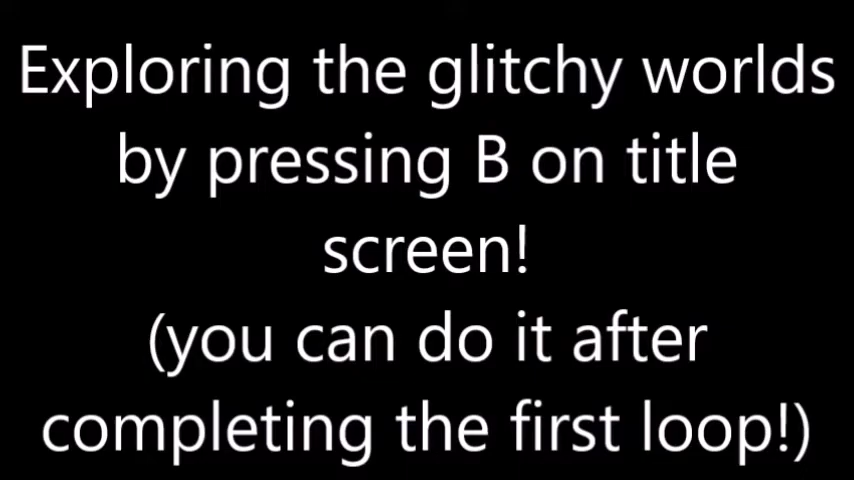 Exploring the glitchy worlds
by pressing B on title
screen!
(you can do it after
completing the first loop!)